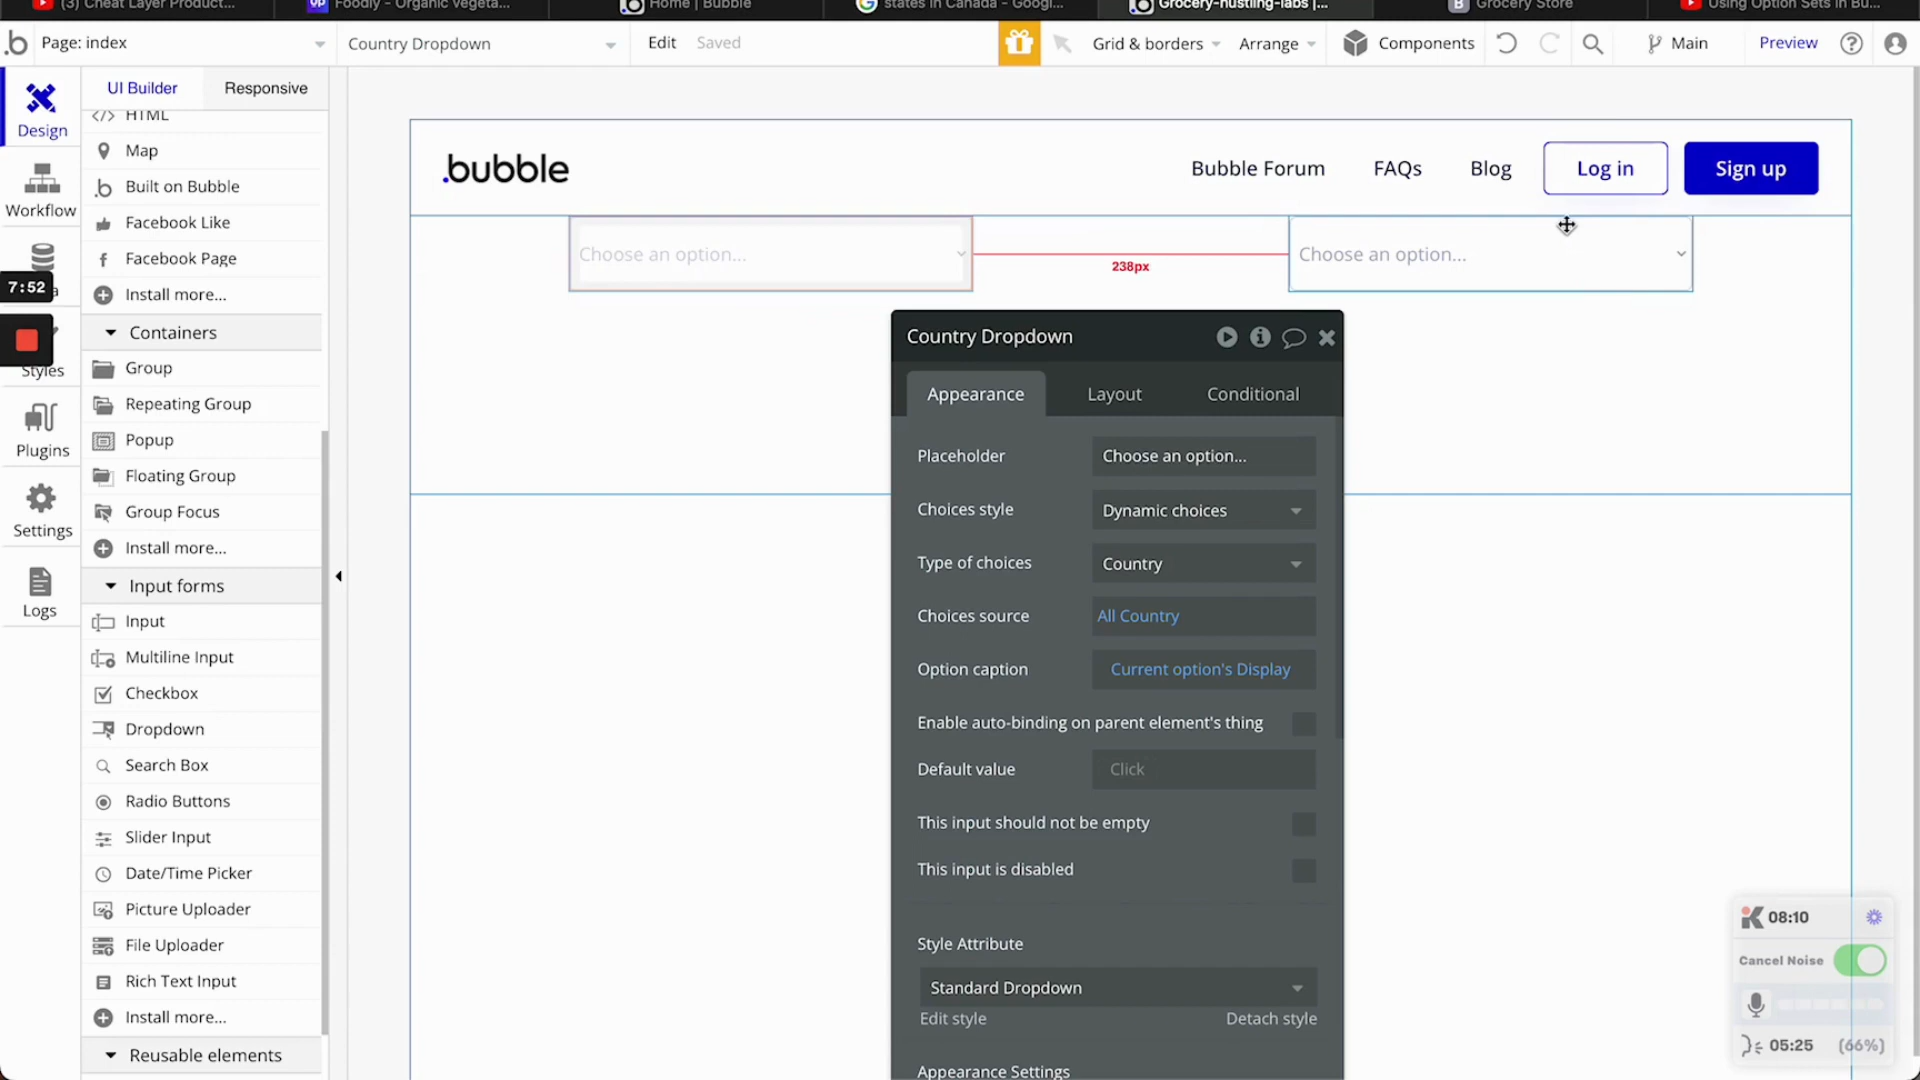 (3) Cheat Layer Product...
Foodly - Organic Vegeta...
Home | Bubble
states in Canada - Googl...
Grocery-hustling-labs |...
Grocery Store
Using Option Sets in Bu...
Page: index
Country Dropdown
Edit
Saved
Grid & borders
Arrange
Components
Main
Preview
UI Builder
Responsive
Design
Workflow
7:52
Styles
Plugins
Settings
Logs
HTML
Map
Built on Bubble
Facebook Like
Facebook Page
Install more...
Containers
Group
Repeating Group
Popup
Floating Group
Group Focus
Install more...
Input forms
Input
Multiline Input
Checkbox
Dropdown
Search Box
Radio Buttons
Slider Input
Date/Time Picker
Picture Uploader
File Uploader
Rich Text Input
Install more...
Reusable elements
.bubble
Bubble Forum
FAQs
Blog
Log in
Sign up
Choose an option...
238px
Choose an option...
Country Dropdown
Appearance
Layout
Conditional
Placeholder
Choose an option...
Choices style
Dynamic choices
Type of choices
Country
Choices source
All Country
Option caption
Current option's Display
Enable auto-binding on parent element's thing
Default value
Click
This input should not be empty
This input is disabled
Style Attribute
Standard Dropdown
Edit style
Detach style
Appearance Settings
08:10
Cancel Noise
05:25 (66%)